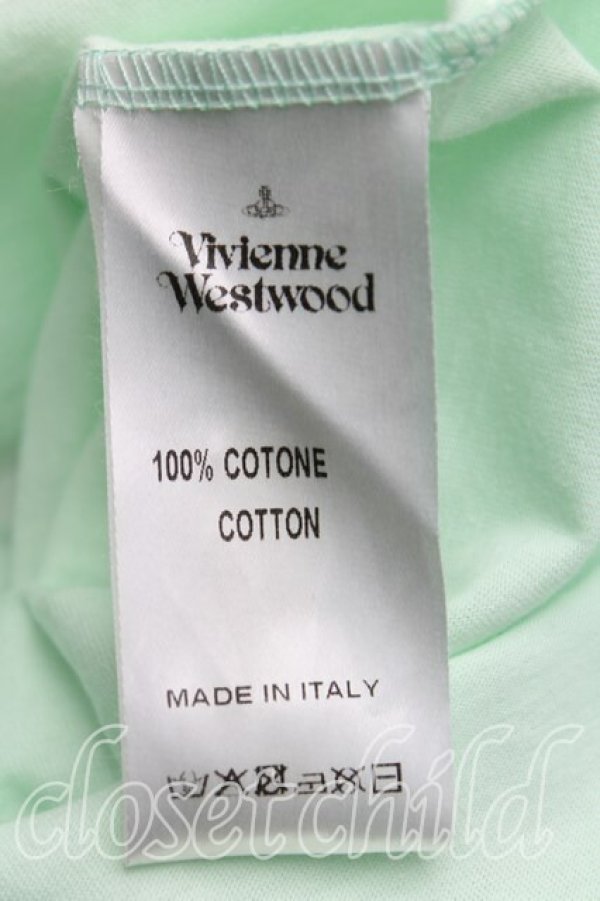 Vivienne
Westwood
100% COTONE
COTTON
MADE IN ITALY
closet child